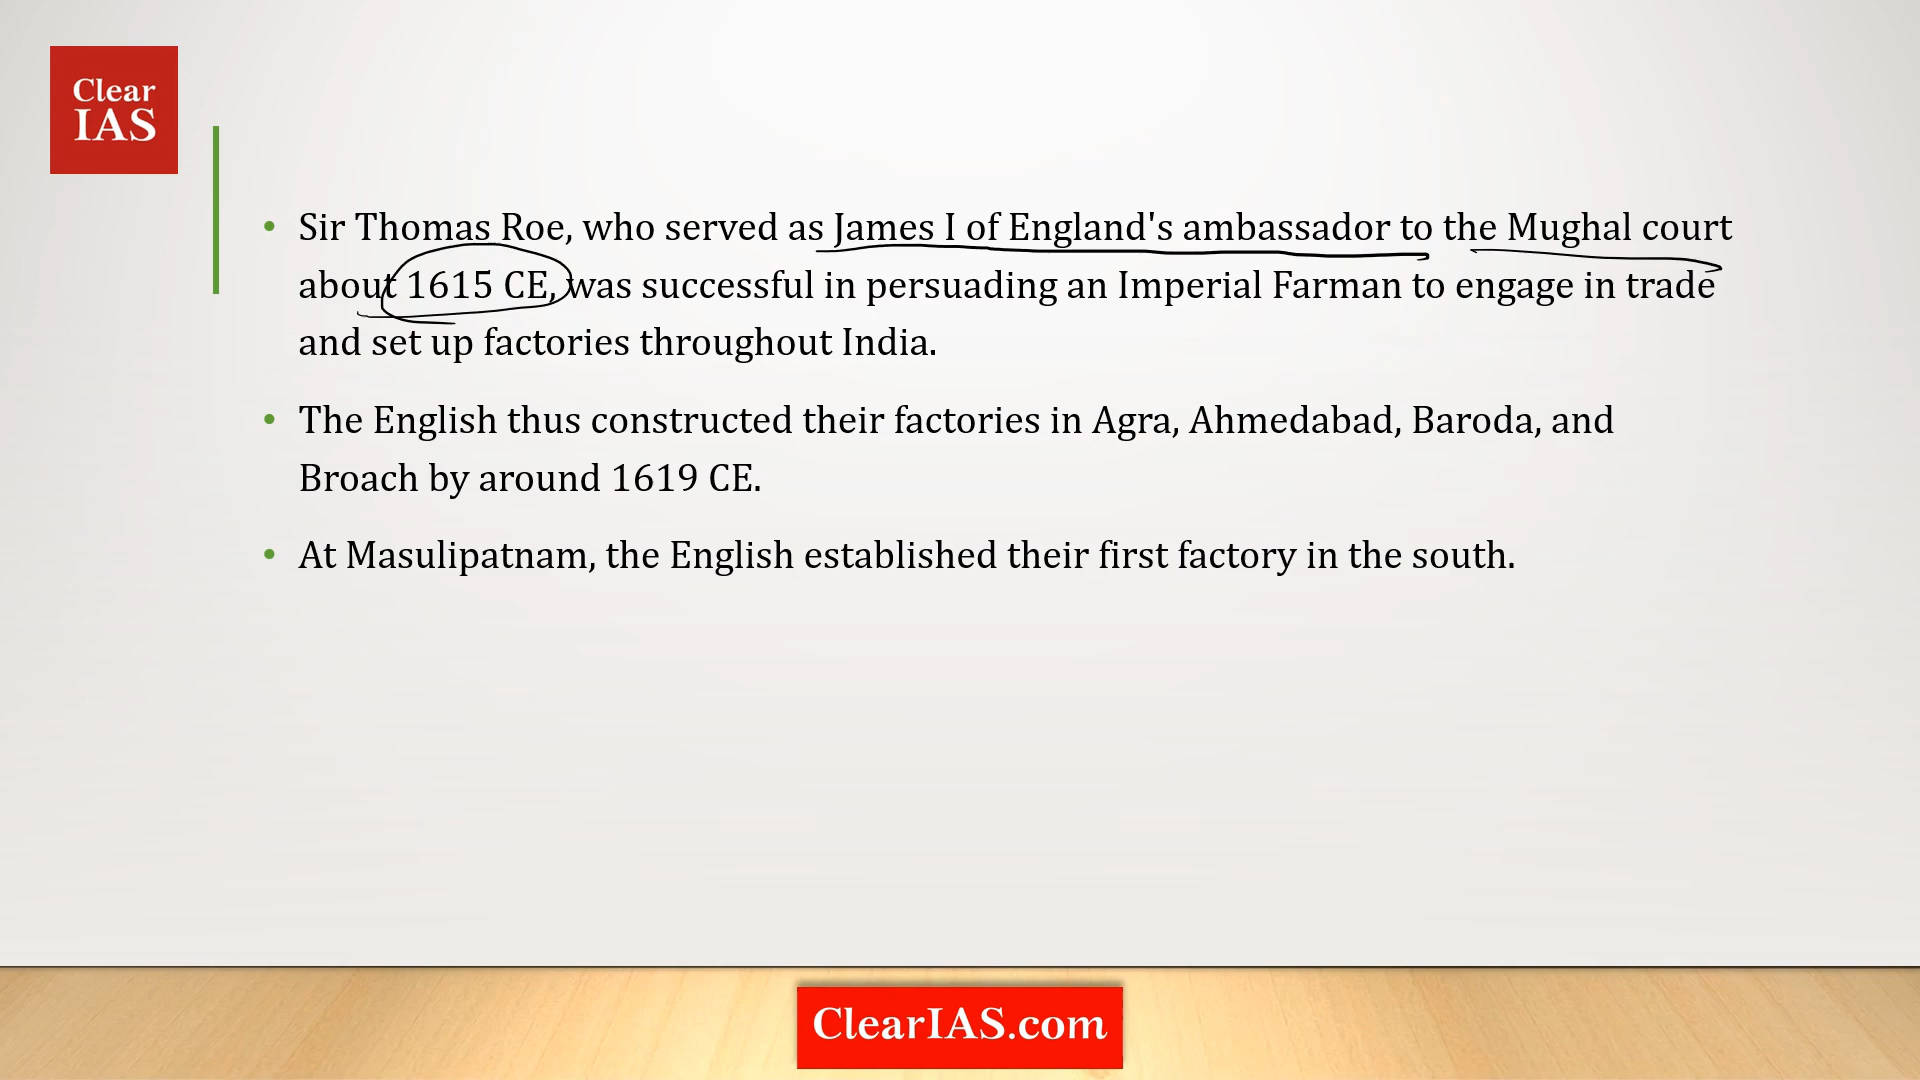 Clear
IAS
• Sir Thomas Roe, who served as James I of England's ambassador to the Mughal court
about 1615 CE, was successful in persuading an Imperial Farman to engage in trade
and set up factories throughout India.
• The English thus constructed their factories in Agra, Ahmedabad, Baroda, and
Broach by around 1619 CE.
• At Masulipatnam, the English established their first factory in the south.
ClearIAS.com